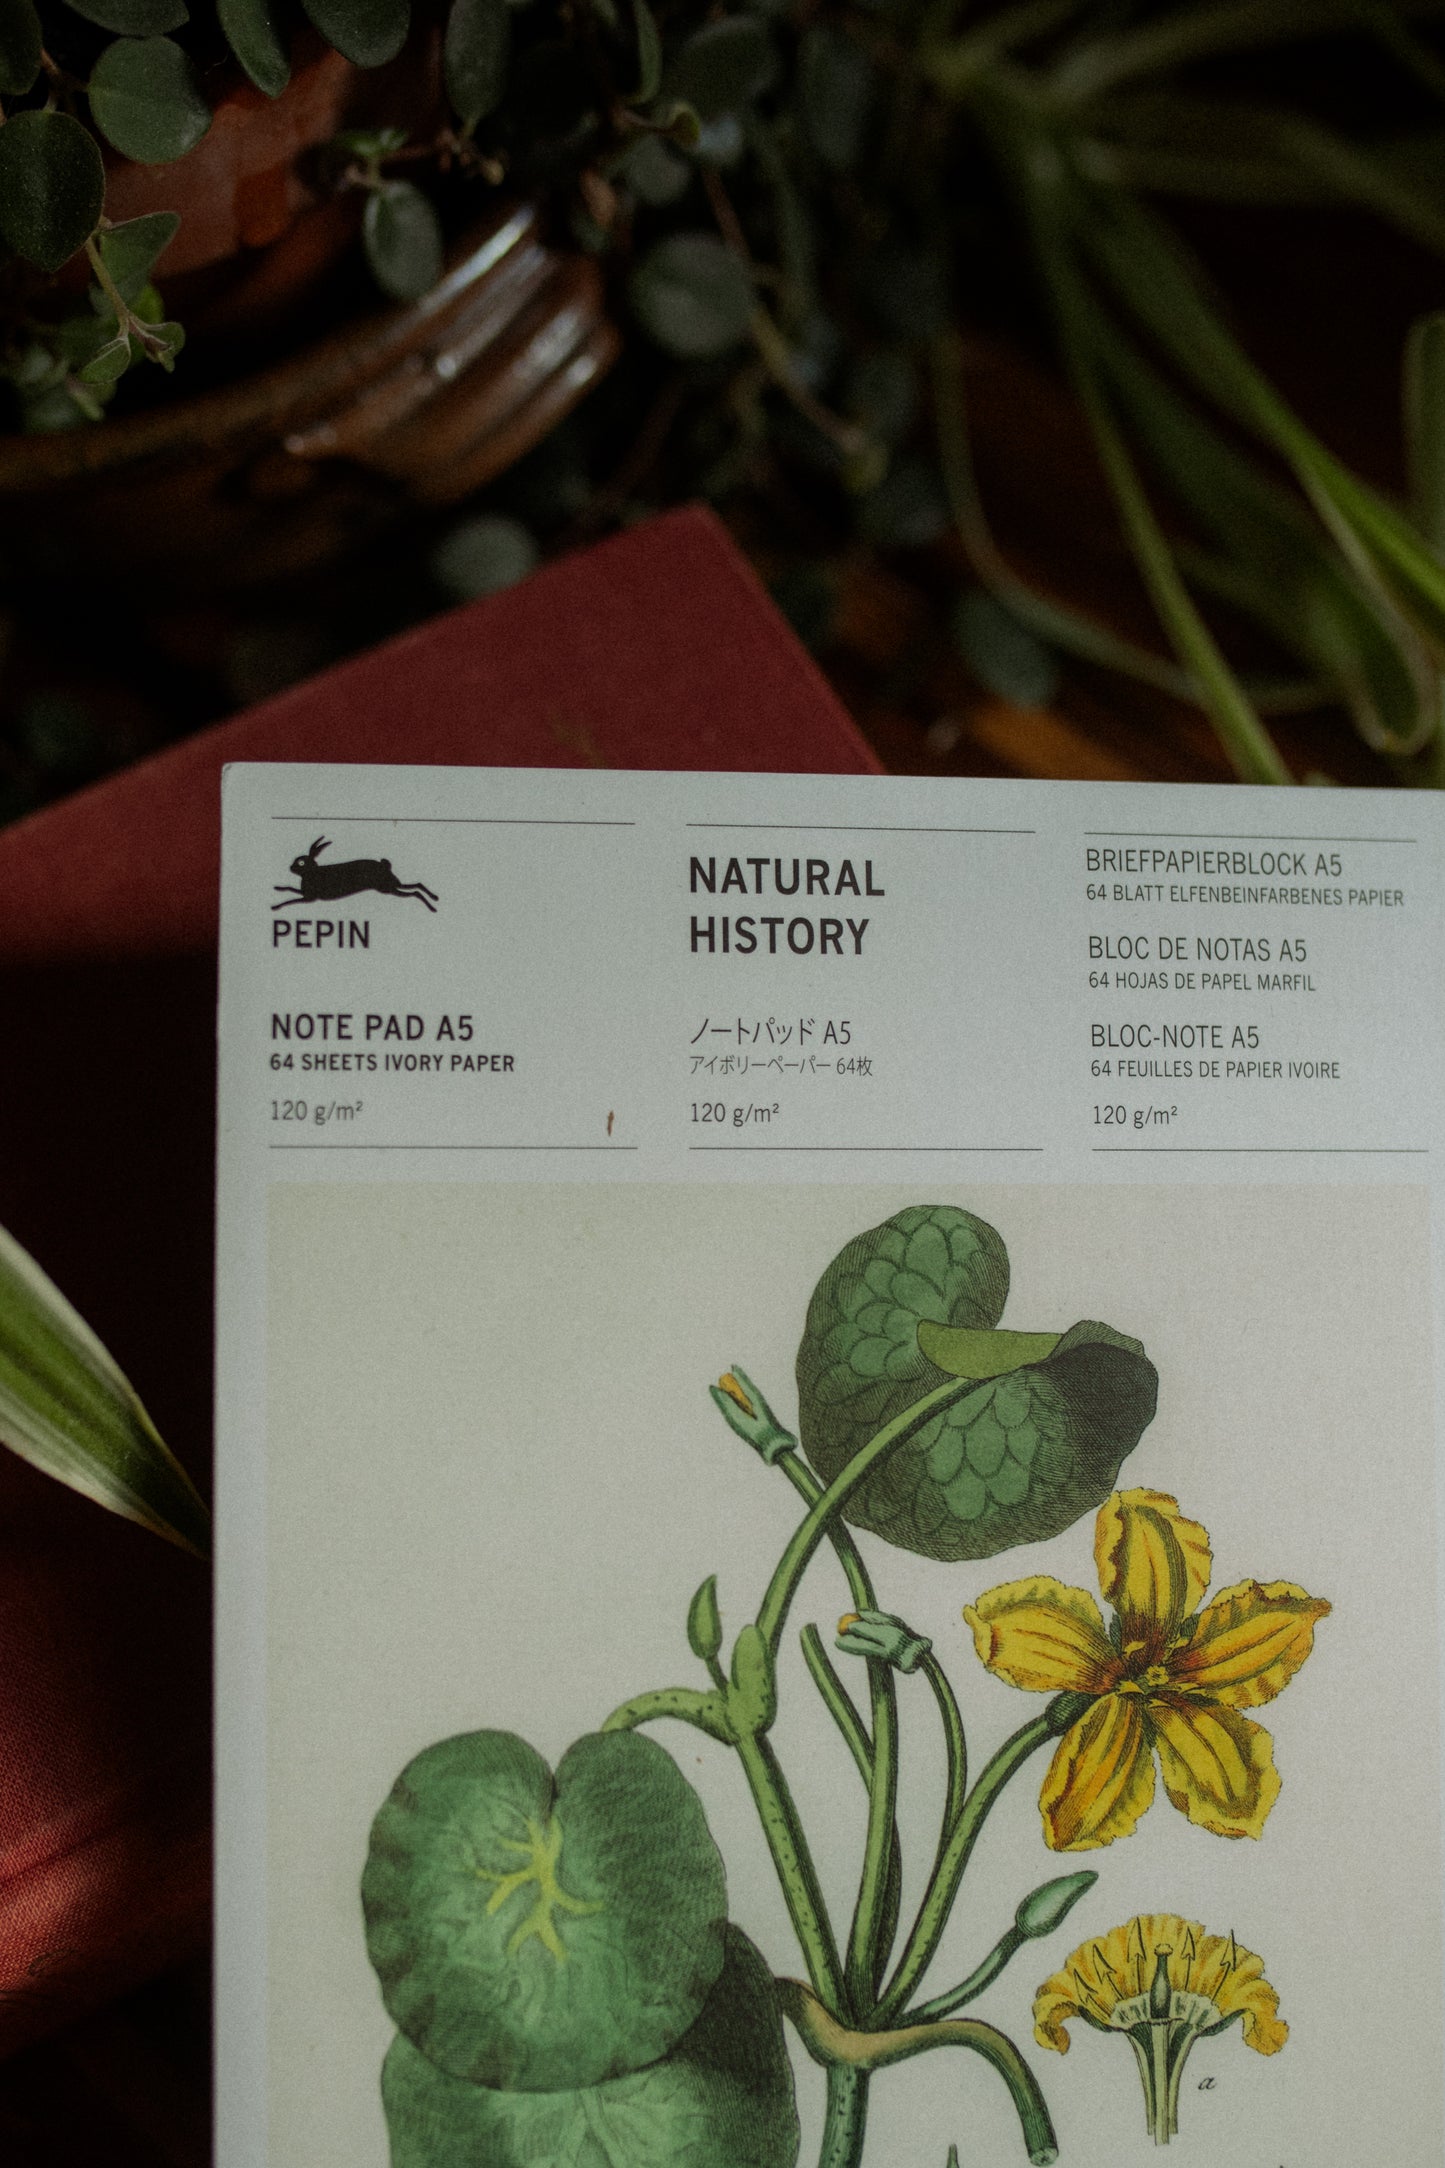 PEPIN
NOTE PAD A5
64 SHEETS IVORY PAPER
120 g/m²
NATURAL
HISTORY
ノートパッド A5
アイボリーペーパー 64枚
120 g/m²
BRIEFPAPIERBLOCK A5
64 BLATT ELFENBEINFARBENES PAPIER
BLOC DE NOTAS A5
64 HOJAS DE PAPEL MARFIL
BLOC-NOTE A5
64 FEUILLES DE PAPIER IVOIRE
120 g/m²
a